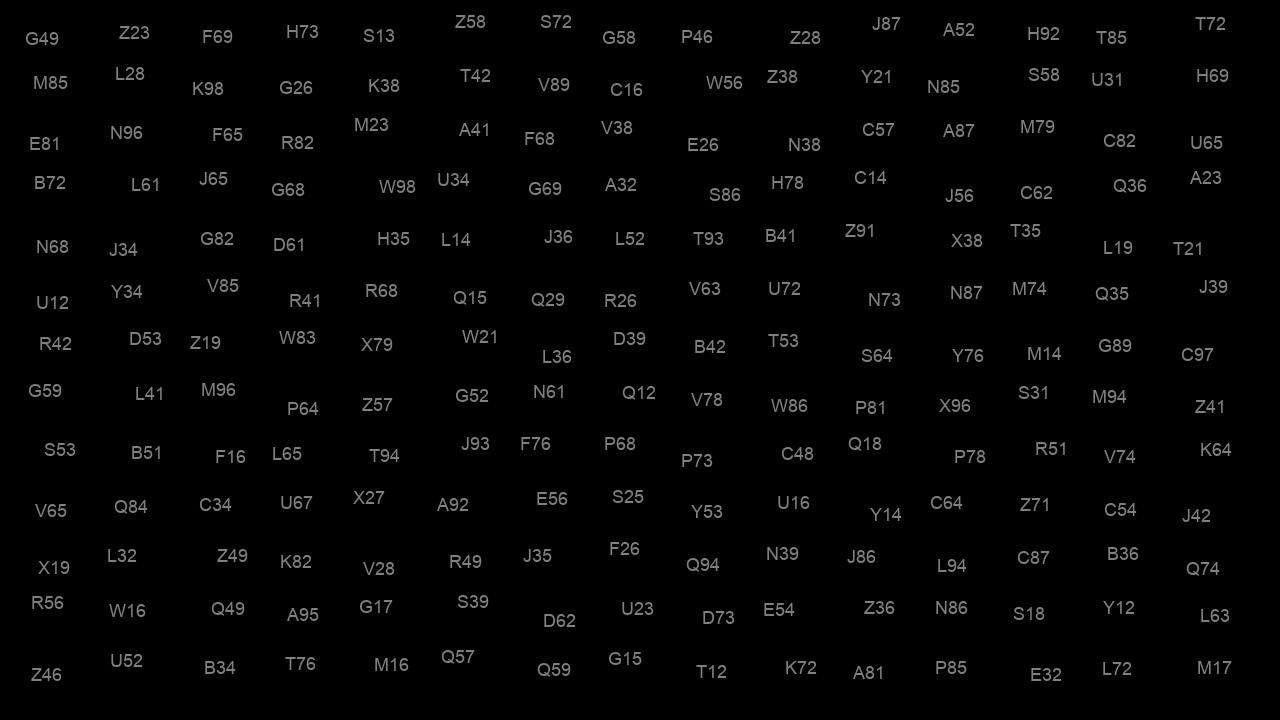 G49 Z23 F69 H73 S13 Z58 S72 G58 P46 Z28 J87 A52 H92 T85 T72
M85 L28 K98 G26 K38 T42 V89 C16 W56 Z38 Y21 N85 S58 U31 H69
E81 N96 F65 R82 M23 A41 F68 V38 E26 N38 C57 A87 M79 C82 U65
B72 L61 J65 G68 W98 U34 G69 A32 S86 H78 C14 J56 C62 Q36 A23
N68 J34 G82 D61 H35 L14 J36 L52 T93 B41 Z91 X38 T35 L19 T21
U12 Y34 V85 R41 R68 Q15 Q29 R26 V63 U72 N73 N87 M74 Q35 J39
R42 D53 Z19 W83 X79 W21 L36 D39 B42 T53 S64 Y76 M14 G89 C97
G59 L41 M96 P64 Z57 G52 N61 Q12 V78 W86 P81 X96 S31 M94 Z41
S53 B51 F16 L65 T94 J93 F76 P68 P73 C48 Q18 P78 R51 V74 K64
V65 Q84 C34 U67 X27 A92 E56 S25 Y53 U16 Y14 C64 Z71 C54 J42
X19 L32 Z49 K82 V28 R49 J35 F26 Q94 N39 J86 L94 C87 B36 Q74
R56 W16 Q49 A95 G17 S39 D62 U23 D73 E54 Z36 N86 S18 Y12 L63
Z46 U52 B34 T76 M16 Q57 Q59 G15 T12 K72 A81 P85 E32 L72 M17